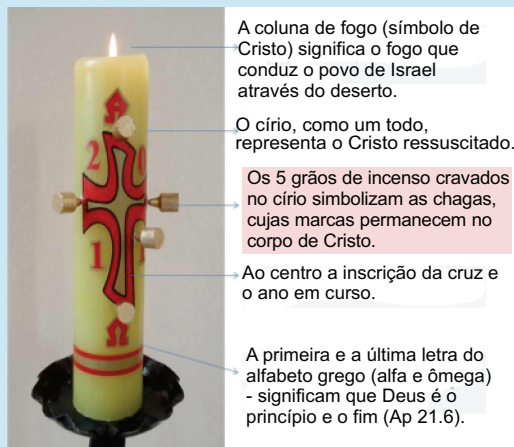 A coluna de fogo (símbolo de
Cristo) significa o fogo que
conduz o povo de Israel
através do deserto.
O círio, como um todo,
representa o Cristo ressuscitado.
Os 5 grãos de incenso cravados
no círio simbolizam as chagas,
cujas marcas permanecem no
corpo de Cristo.
Ao centro a inscrição da cruz e
o ano em curso.
A primeira e a última letra do
alfabeto grego (alfa e ômega)
- significam que Deus é o
princípio e o fim (Ap 21.6).
Α
2 0
1 1
Ω